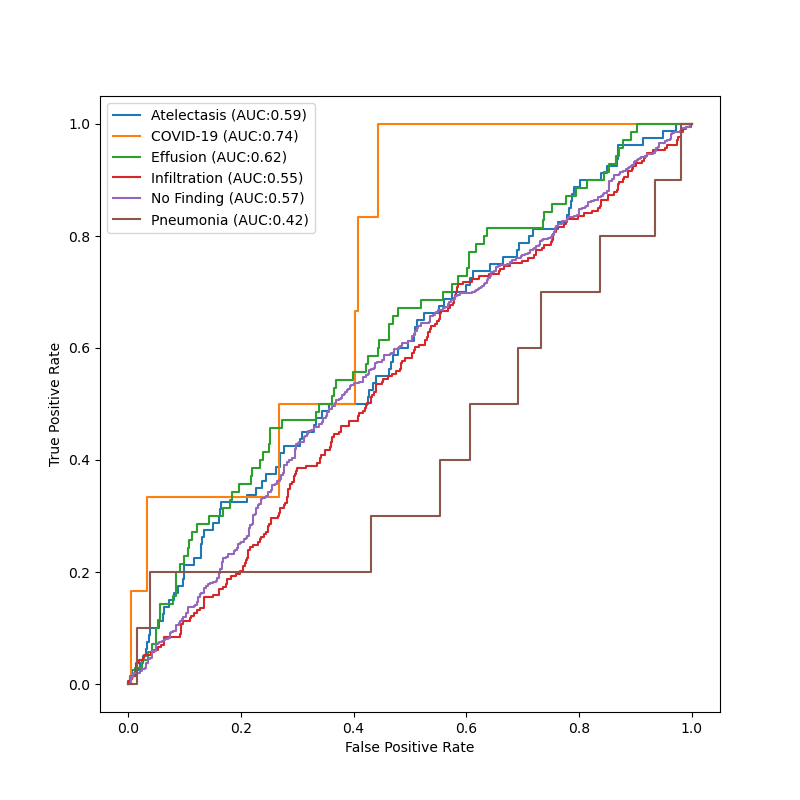 Atelectasis (AUC:0.59)
COVID-19 (AUC:0.74)
Effusion (AUC:0.62)
Infiltration (AUC:0.55)
No Finding (AUC:0.57)
Pneumonia (AUC:0.42)
1.0
0.8
0.6
0.4
0.2
0.0
True Positive Rate
0.0 0.2 0.4 0.6 0.8 1.0
False Positive Rate